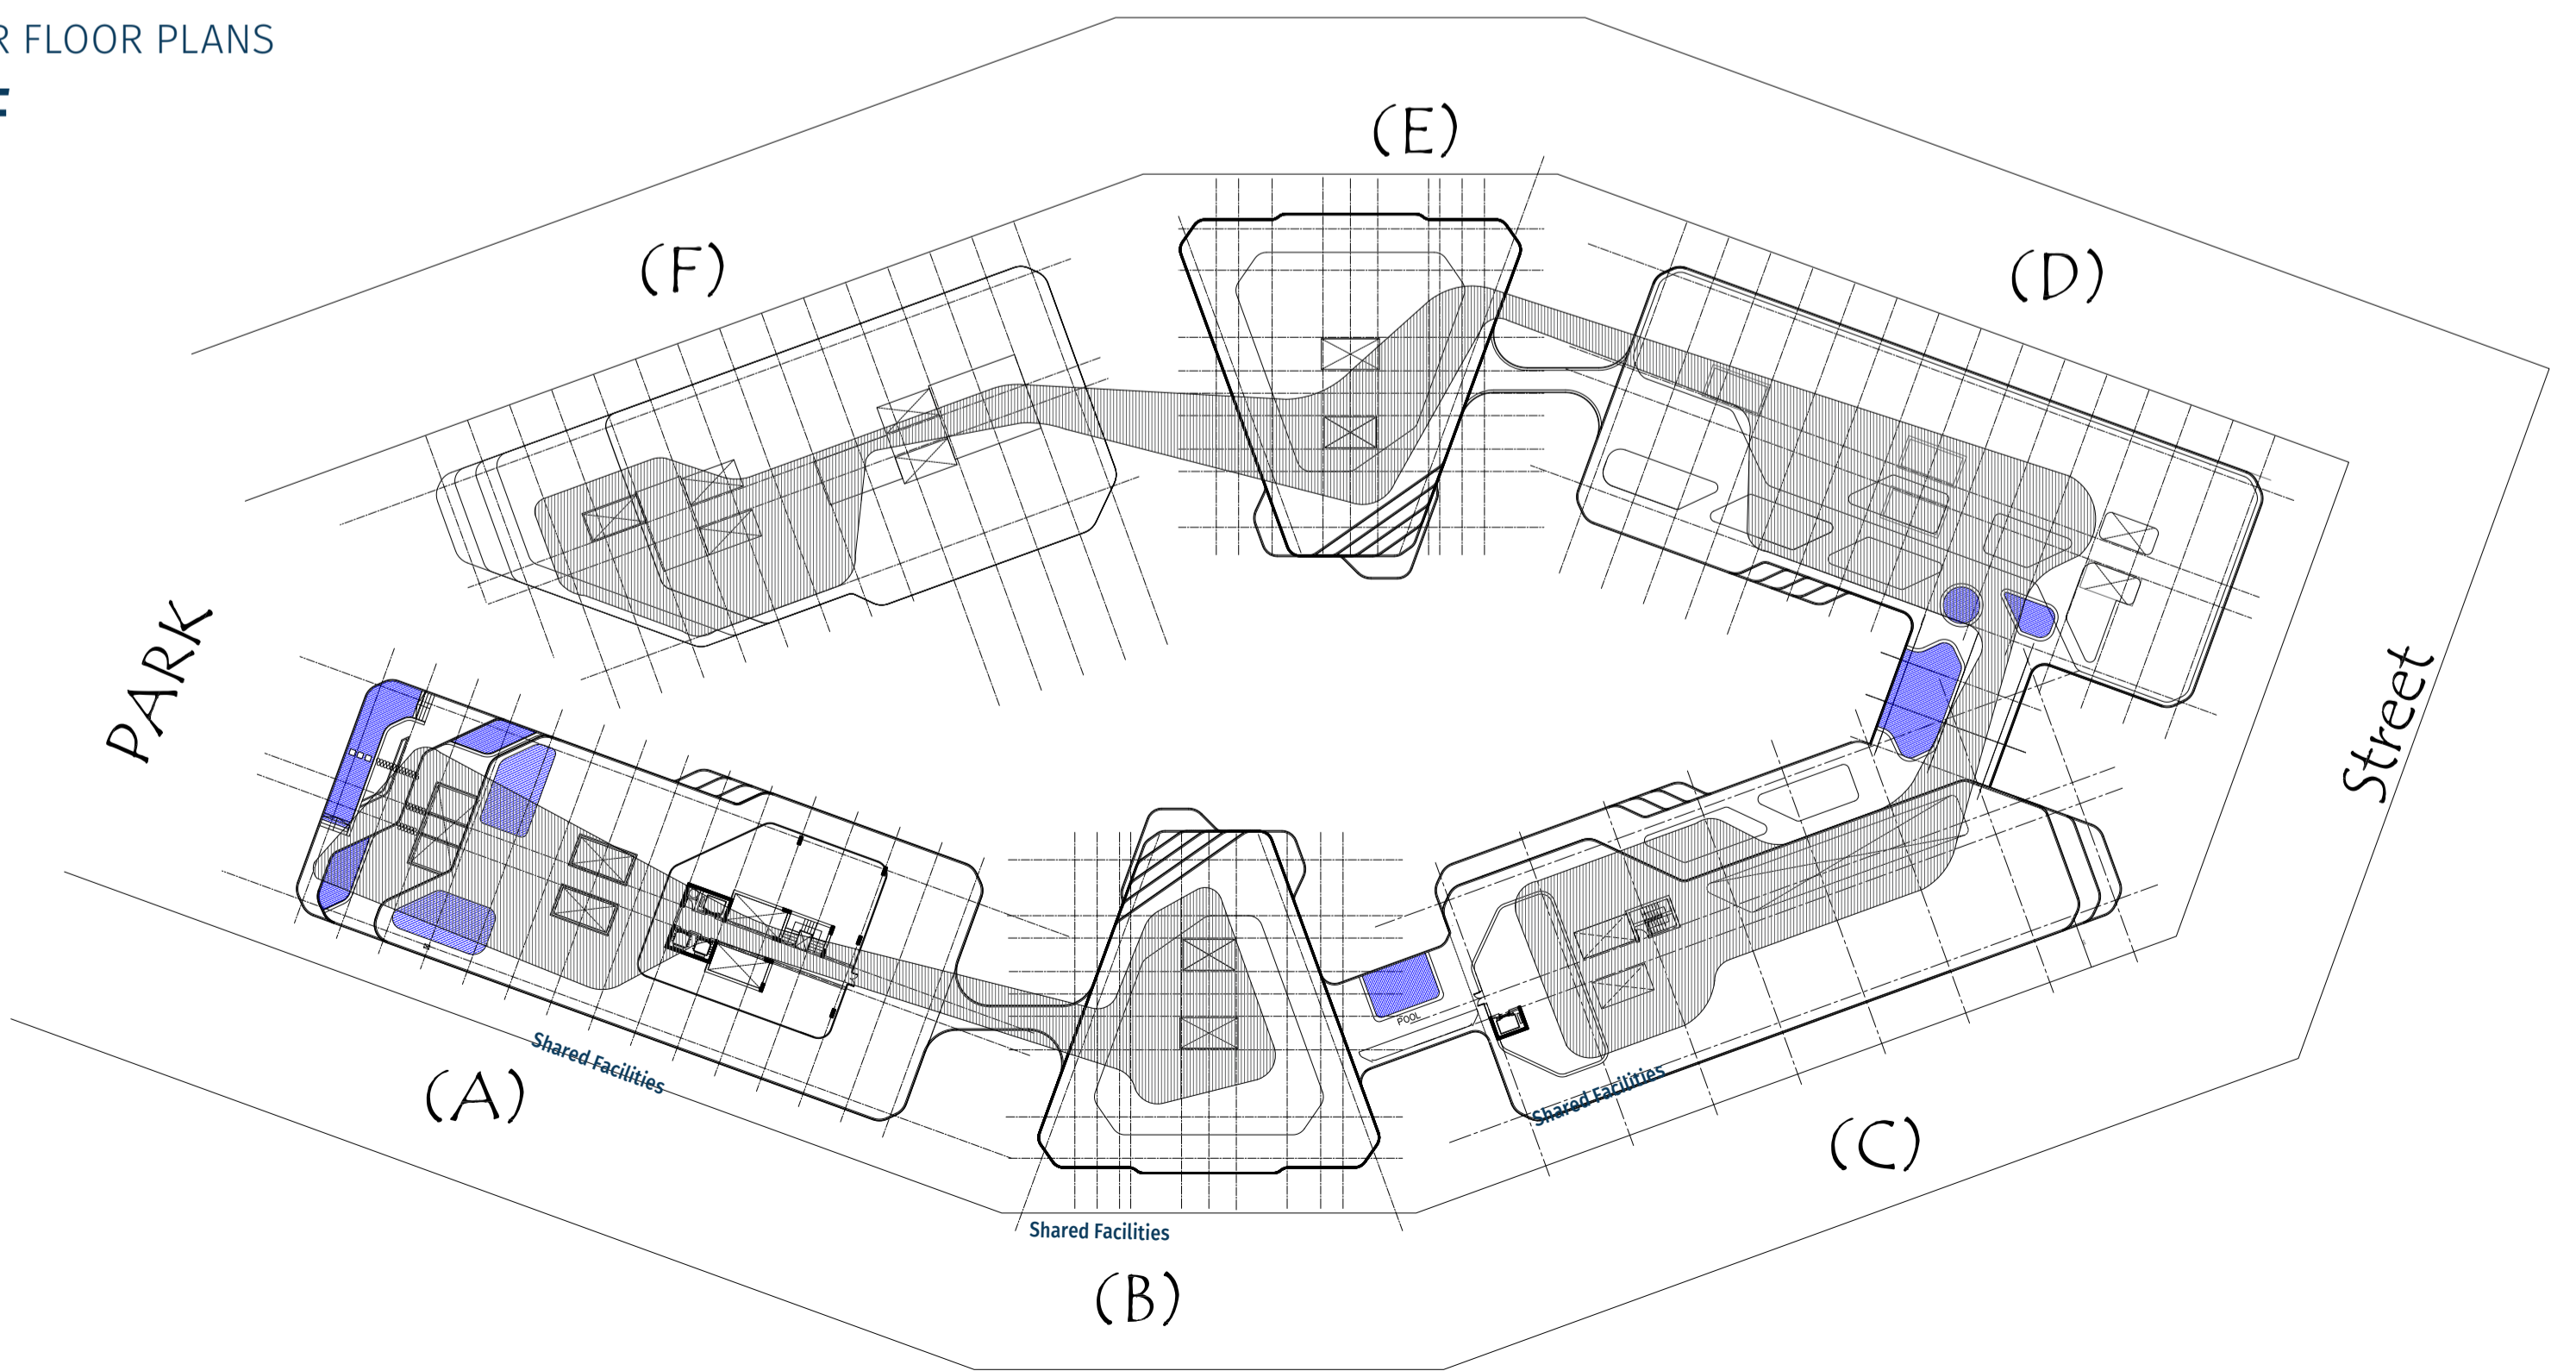 R FLOOR PLANS
F
(E)
(F)
(D)
PARK
Street
POOL
Shared Facilities
(A)
Shared Facilities
(C)
Shared Facilities
(B)